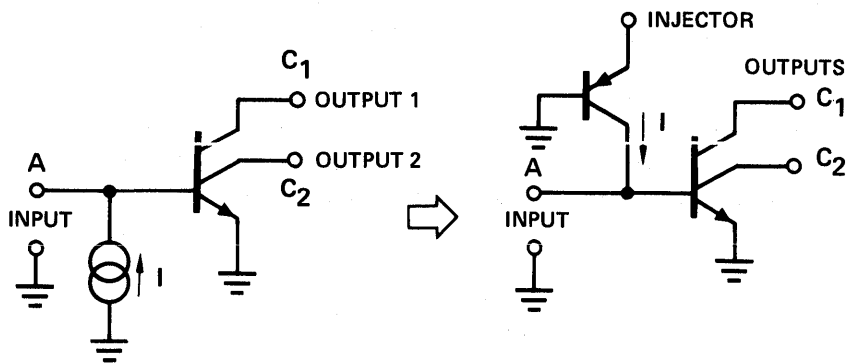 C1
OUTPUT 1
A
OUTPUT 2
C2
INPUT
I
INJECTOR
OUTPUTS
C1
I
A
C2
INPUT